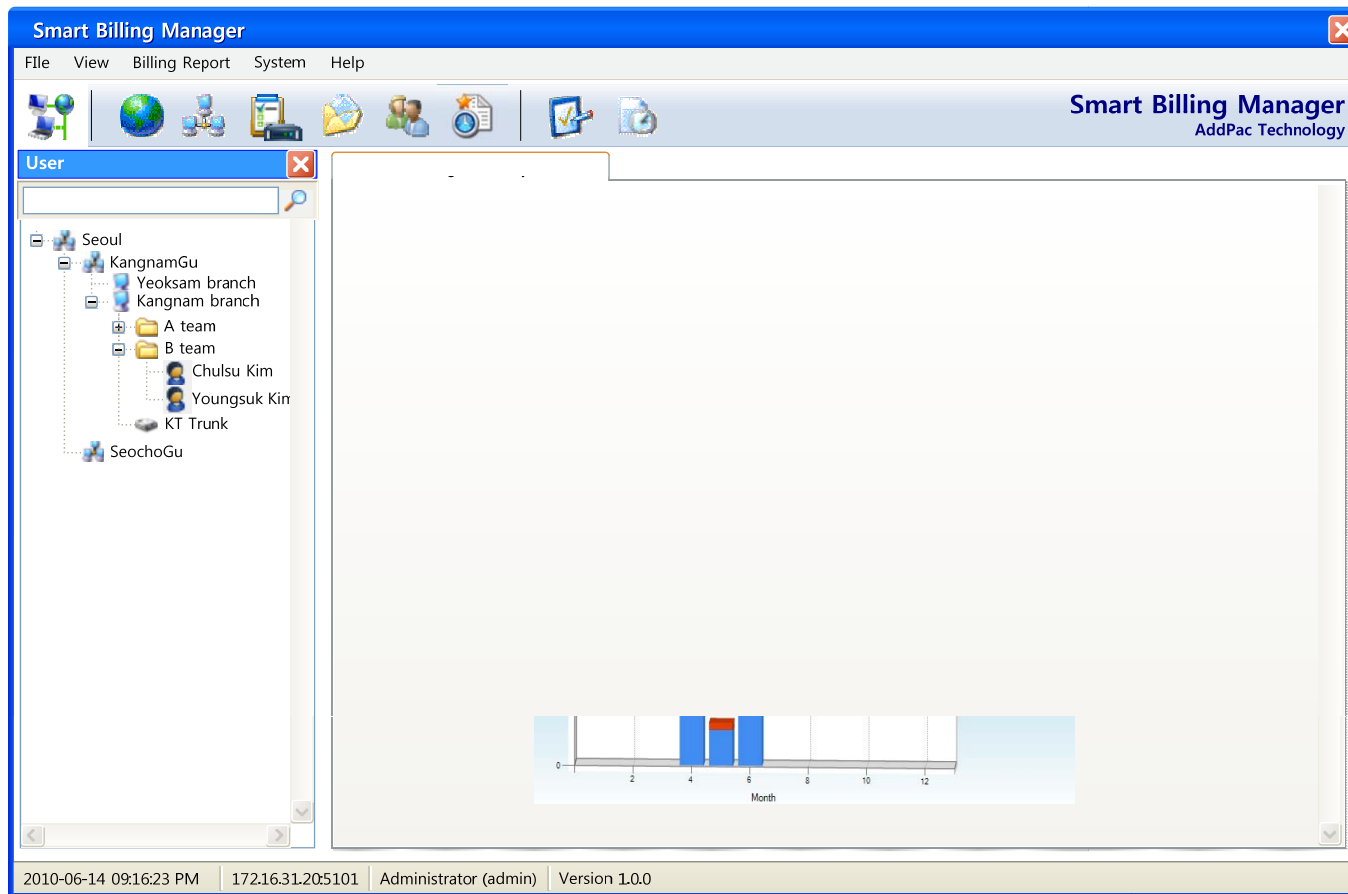 Smart Billing Manager
FIle View Billing Report System Help
Smart Billing Manager
AddPac Technology
User
Seoul
KangnamGu
Yeoksam branch
Kangnam branch
A team
B team
Chulsu Kim
Youngsuk Kim
KT Trunk
SeochoGu
0
2 4 6 8 10 12
Month
2010-06-14 09:16:23 PM 172.16.31.20:5101 Administrator (admin) Version 1.0.0